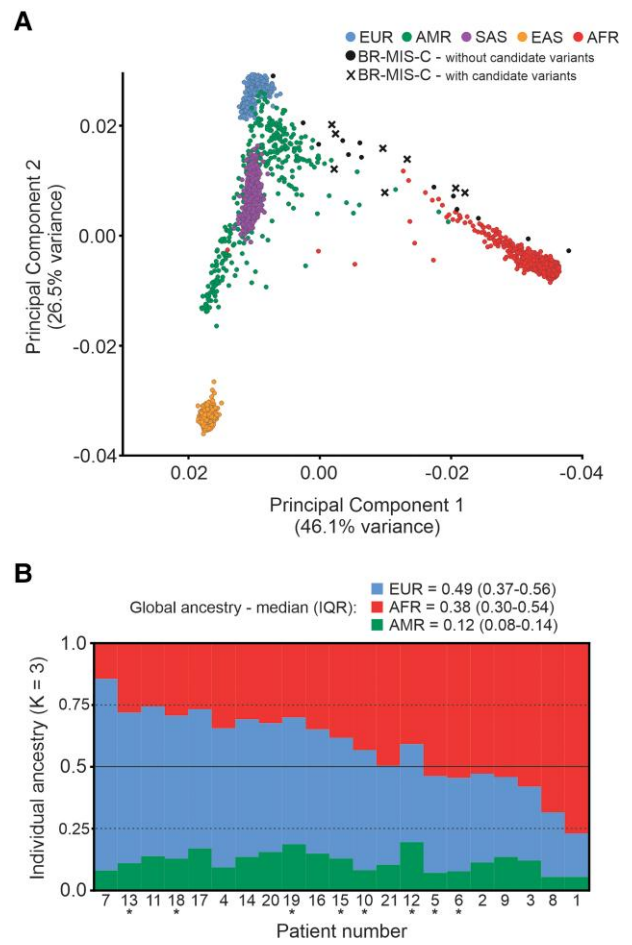 A
EUR AMR SAS EAS AFR
BR-MIS-C - without candidate variants
BR-MIS-C - with candidate variants
Principal Component 2
(26.5% variance)
0.02
0.00
-0.02
-0.04
0.02 0.00 -0.02 -0.04
Principal Component 1
(46.1% variance)
B
EUR = 0.49 (0.37-0.56)
Global ancestry - median (IQR): AFR = 0.38 (0.30-0.54)
AMR = 0.12 (0.08-0.14)
Individual ancestry (K = 3)
1.0
0.75
0.5
0.25
0.0
7 13 11 18 17 4 14 20 19 16 15 10 21 12 5 6 2 9 3 8 1
* * * * * * * *
Patient number